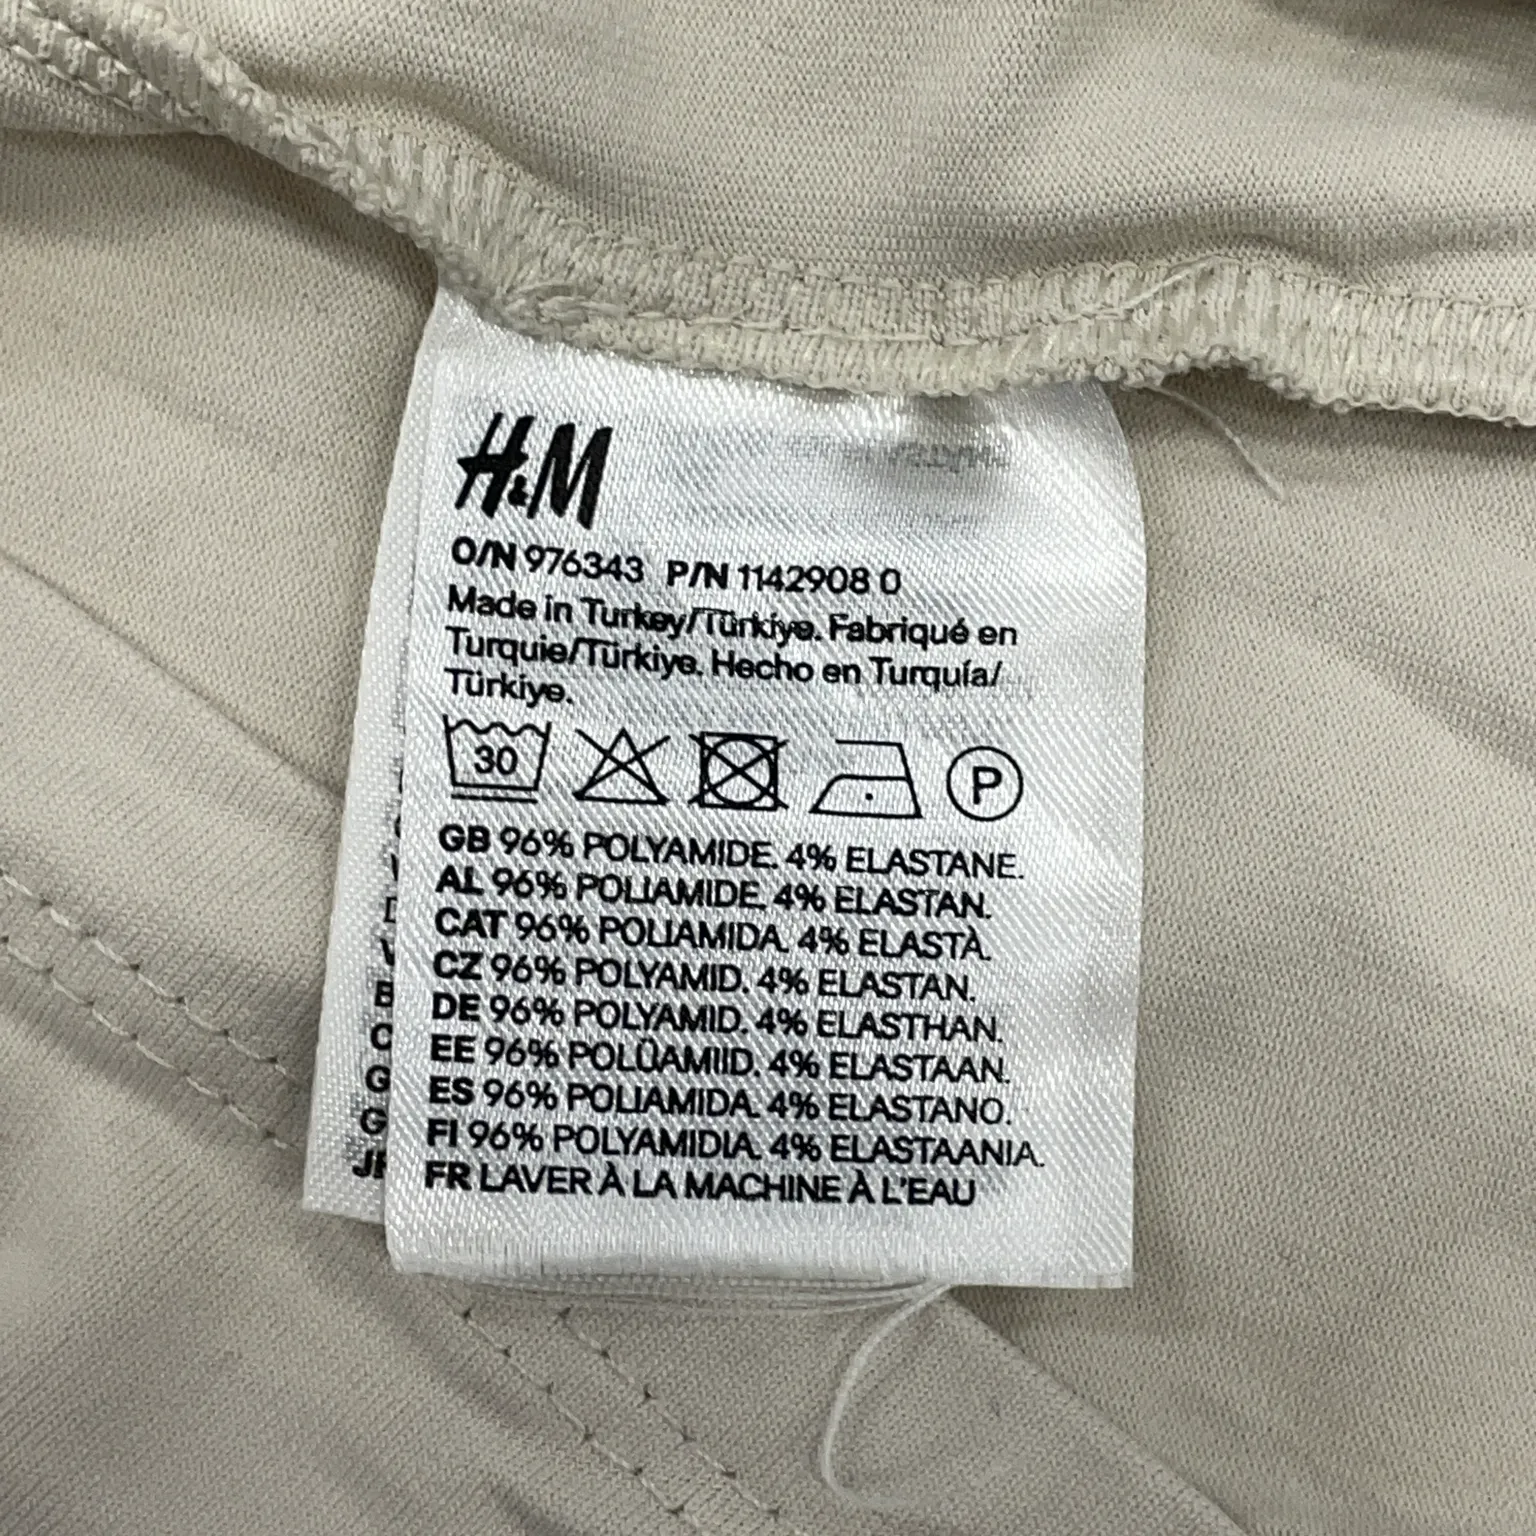 H&M
O/N 976343 P/N 1142908 0
Made in Turkey/Türkiye. Fabriqué en
Turquie/Türkiye. Hecho en Turquía/
Türkiye.
30 P
GB 96% POLYAMIDE. 4% ELASTANE.
AL 96% POLIAMIDE. 4% ELASTAN.
CAT 96% POLIAMIDA. 4% ELASTÀ.
CZ 96% POLYAMID. 4% ELASTAN.
DE 96% POLYAMID. 4% ELASTHAN.
EE 96% POLÜAMIID. 4% ELASTAAN.
ES 96% POLIAMIDA. 4% ELASTANO.
FI 96% POLYAMIDIA. 4% ELASTAANIA.
FR LAVER À LA MACHINE À L'EAU